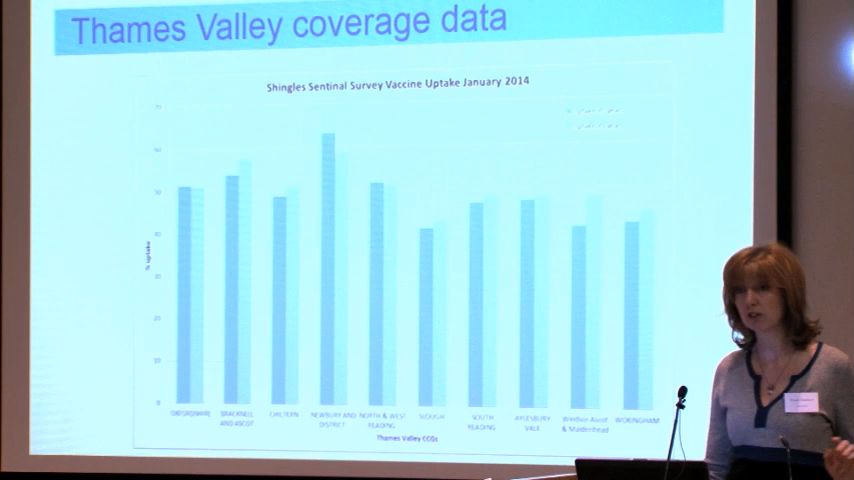 Thames Valley coverage data
Shingles Sentinal Survey Vaccine Uptake January 2014
70
50
40
30
20
0
% uptake
OXFORDSHIRE
BRACKNELL
AND ASCOT
CHILTERN
NEWBURY AND
DISTRICT
NORTH & WEST
READING
SLOUGH
SOUTH
READING
AYLESBURY
VALE
Windsor Ascot
& Maidenhead
WOKINGHAM
Thames Valley CCGs